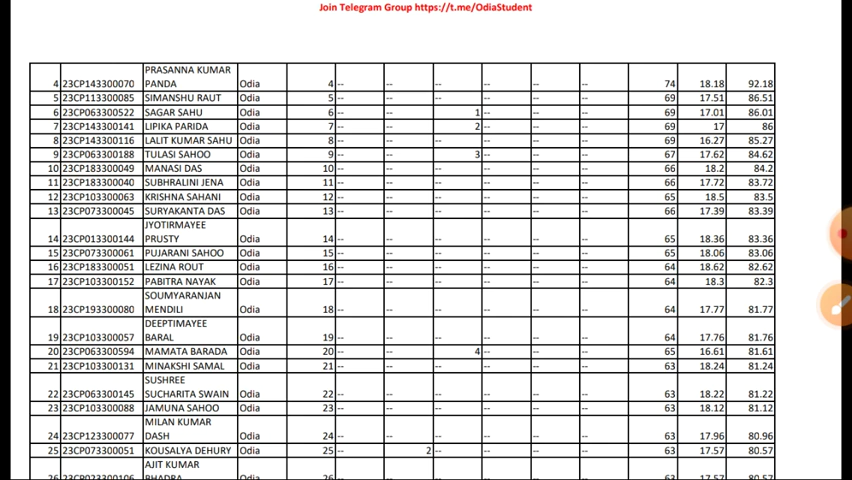 Join Telegram Group https://t.me/OdiaStudent
PRASANNA KUMAR
4 23CP143300070 PANDA Odia 4 -- -- -- -- -- -- 74 18.18 92.18
5 23CP113300085 SIMANSHU RAUT Odia 5 -- -- -- -- -- -- 69 17.51 86.51
6 23CP063300522 SAGAR SAHU Odia 6 -- -- 1 -- -- -- 69 17.01 86.01
7 23CP143300141 LIPIKA PARIDA Odia 7 -- -- 2 -- -- -- 69 17 86
8 23CP143300116 LALIT KUMAR SAHU Odia 8 -- -- -- -- -- -- 69 16.27 85.27
9 23CP063300188 TULASI SAHOO Odia 9 -- -- 3 -- -- -- 67 17.62 84.62
10 23CP183300049 MANASI DAS Odia 10 -- -- -- -- -- -- 66 18.2 84.2
11 23CP183300040 SUBHRALINI JENA Odia 11 -- -- -- -- -- -- 66 17.72 83.72
12 23CP103300063 KRISHNA SAHANI Odia 12 -- -- -- -- -- -- 65 18.5 83.5
13 23CP073300045 SURYAKANTA DAS Odia 13 -- -- -- -- -- -- 66 17.39 83.39
JYOTIRMAYEE
14 23CP013300144 PRUSTY Odia 14 -- -- -- -- -- -- 65 18.36 83.36
15 23CP073300061 PUJARANI SAHOO Odia 15 -- -- -- -- -- -- 65 18.06 83.06
16 23CP183300051 LEZINA ROUT Odia 16 -- -- -- -- -- -- 64 18.62 82.62
17 23CP103300152 PABITRA NAYAK Odia 17 -- -- -- -- -- -- 64 18.3 82.3
SOUMYARANJAN
18 23CP193300080 MENDILI Odia 18 -- -- -- -- -- -- 64 17.77 81.77
DEEPTIMAYEE
19 23CP103300057 BARAL Odia 19 -- -- -- -- -- -- 64 17.76 81.76
20 23CP063300594 MAMATA BARADA Odia 20 -- -- 4 -- -- -- 65 16.61 81.61
21 23CP103300131 MINAKSHI SAMAL Odia 21 -- -- -- -- -- -- 63 18.24 81.24
SUSHREE
22 23CP063300145 SUCHARITA SWAIN Odia 22 -- -- -- -- -- -- 63 18.22 81.22
23 23CP103300088 JAMUNA SAHOO Odia 23 -- -- -- -- -- -- 63 18.12 81.12
MILAN KUMAR
24 23CP123300077 DASH Odia 24 -- -- -- -- -- -- 63 17.96 80.96
25 23CP073300051 KOUSALYA DEHURY Odia 25 -- 2 -- -- -- -- 63 17.57 80.57
AJIT KUMAR
26 23CP023300106 BHADRA Odia 26 -- -- -- -- -- -- 63 17.57 80.57